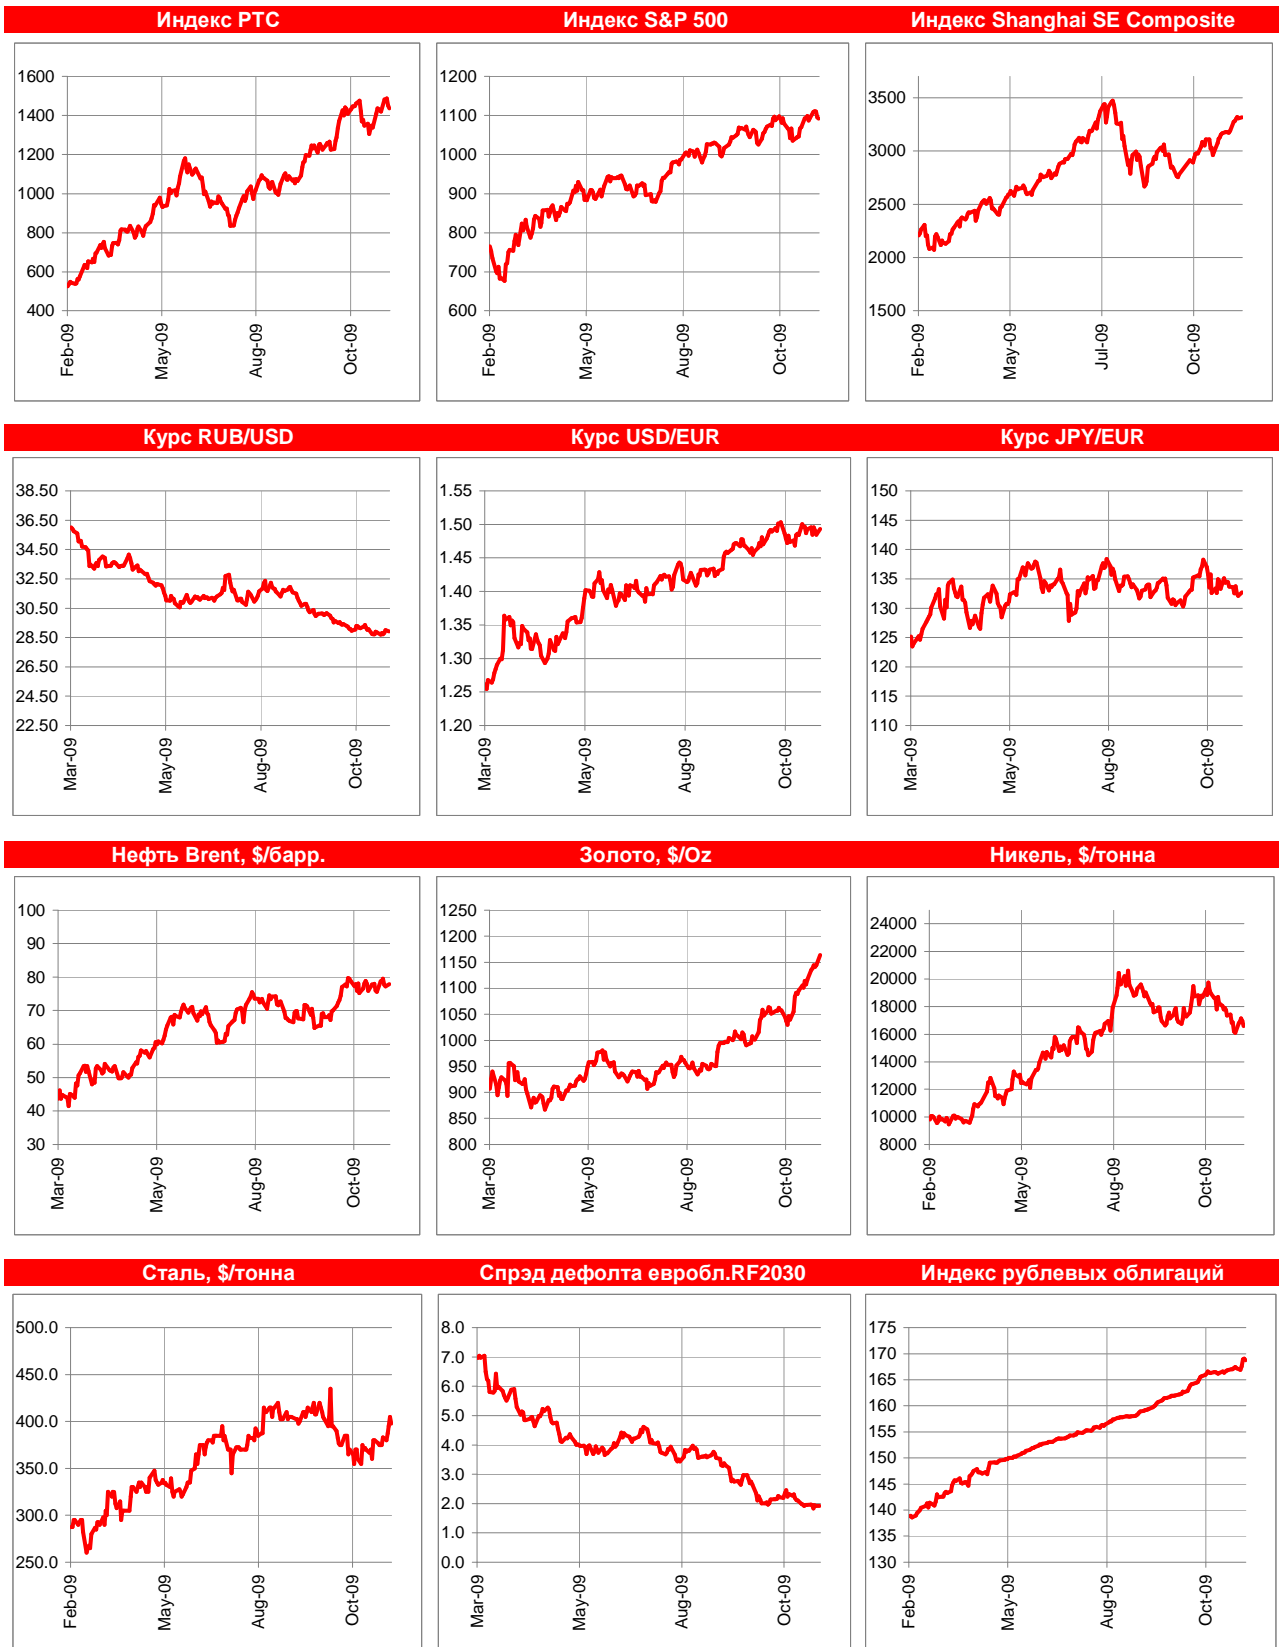 Индекс РТС
Индекс S&P 500
Индекс Shanghai SE Composite
1600
1400
1200
1000
800
600
400
Feb-09
May-09
Aug-09
Oct-09
1200
1100
1000
900
800
700
600
Feb-09
May-09
Aug-09
Oct-09
3500
3000
2500
2000
1500
Feb-09
May-09
Jul-09
Oct-09
Курс RUB/USD
Курс USD/EUR
Курс JPY/EUR
38.50
36.50
34.50
32.50
30.50
28.50
26.50
24.50
22.50
Mar-09
May-09
Aug-09
Oct-09
1.55
1.50
1.45
1.40
1.35
1.30
1.25
1.20
Mar-09
May-09
Aug-09
Oct-09
150
145
140
135
130
125
120
115
110
Mar-09
May-09
Aug-09
Oct-09
Нефть Brent, $/барр.
Золото, $/Oz
Никель, $/тонна
100
90
80
70
60
50
40
30
Mar-09
May-09
Aug-09
Oct-09
1250
1200
1150
1100
1050
1000
950
900
850
800
Mar-09
May-09
Aug-09
Oct-09
24000
22000
20000
18000
16000
14000
12000
10000
8000
Feb-09
May-09
Aug-09
Oct-09
Сталь, $/тонна
Спрэд дефолта евробл.RF2030
Индекс рублевых облигаций
500.0
450.0
400.0
350.0
300.0
250.0
Feb-09
May-09
Aug-09
Oct-09
8.0
7.0
6.0
5.0
4.0
3.0
2.0
1.0
0.0
Mar-09
May-09
Aug-09
Oct-09
175
170
165
160
155
150
145
140
135
130
Feb-09
May-09
Aug-09
Oct-09